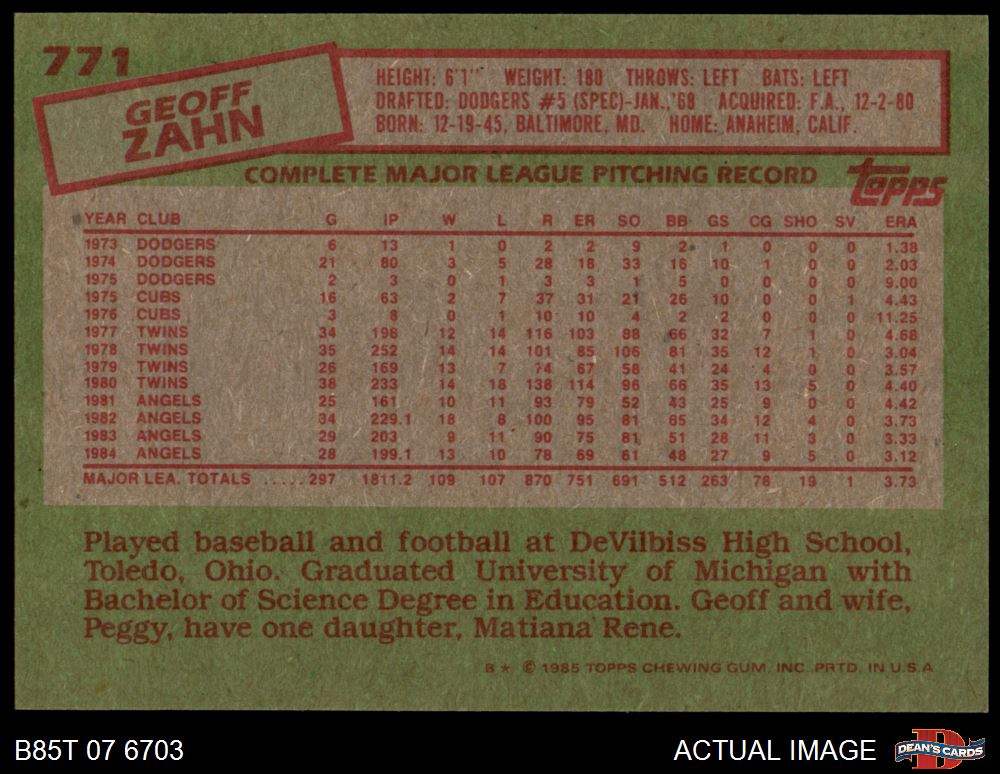 771
GEOFF
ZAHN
HEIGHT: 6'1" WEIGHT: 180 THROWS: LEFT BATS: LEFT
DRAFTED: DODGERS #5 (SPEC)-JAN.,'68 ACQUIRED: F.A., 12-2-80
BORN: 12-19-45, BALTIMORE, MD. HOME: ANAHEIM, CALIF.
COMPLETE MAJOR LEAGUE PITCHING RECORD
topps
YEAR CLUB G IP W L R ER SO BB GS CG SHO SV ERA
1973 DODGERS 6 13 1 0 2 2 9 2 1 0 0 0 1.38
1974 DODGERS 21 80 3 5 28 18 33 16 10 1 0 0 2.03
1975 DODGERS 2 3 0 1 3 3 1 5 0 0 0 0 9.00
1975 CUBS 16 63 2 7 37 31 21 26 10 0 0 1 4.43
1976 CUBS 3 8 0 1 10 10 4 2 2 0 0 0 11.25
1977 TWINS 34 198 12 14 116 103 88 66 32 7 1 0 4.68
1978 TWINS 35 252 14 14 101 85 106 81 35 12 1 0 3.04
1979 TWINS 26 169 13 7 74 67 58 41 24 4 0 0 3.57
1980 TWINS 38 233 14 18 138 114 96 66 35 13 5 0 4.40
1981 ANGELS 25 161 10 11 93 79 52 43 25 9 0 0 4.42
1982 ANGELS 34 229.1 18 8 100 95 81 65 34 12 4 0 3.73
1983 ANGELS 29 203 9 11 90 75 81 51 28 11 3 0 3.33
1984 ANGELS 28 199.1 13 10 78 69 61 48 27 9 5 0 3.12
MAJOR LEA. TOTALS ..... 297 1811.2 109 107 870 751 691 512 263 78 19 1 3.73
Played baseball and football at DeVilbiss High School,
Toledo, Ohio. Graduated University of Michigan with
Bachelor of Science Degree in Education. Geoff and wife,
Peggy, have one daughter, Matiana Rene.
B* © 1985 TOPPS CHEWING GUM, INC. PRTD. IN U.S.A
B85T 07 6703
ACTUAL IMAGE
D
DEAN'S CARDS